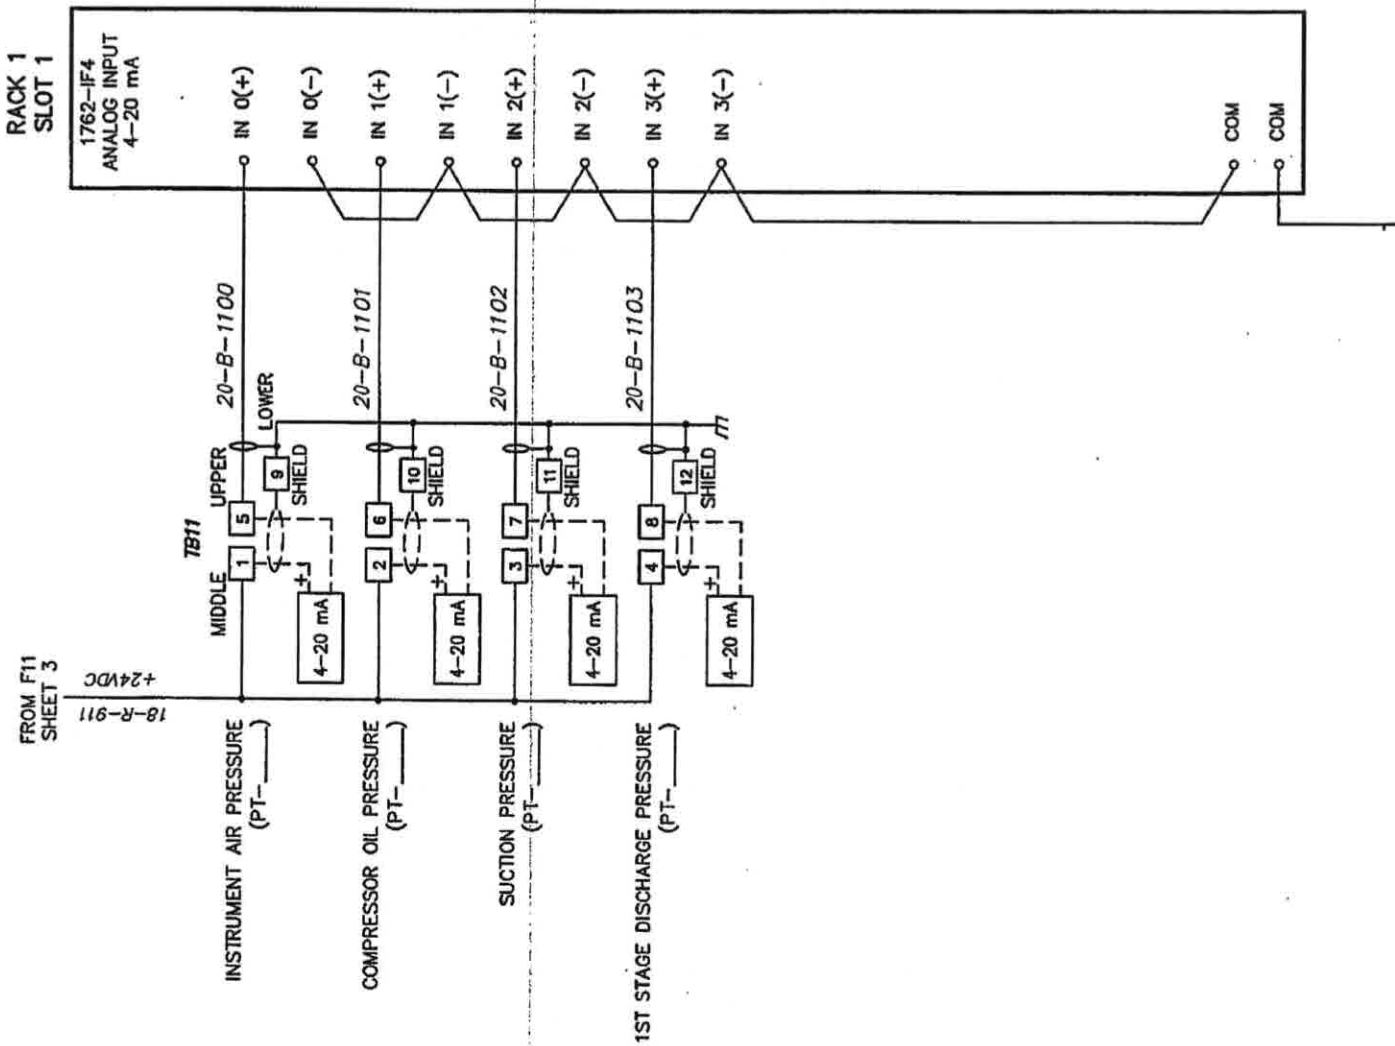 RACK 1
SLOT 1
1762-IF4
ANALOG INPUT
4-20 mA
IN 0(+)
IN 0(-)
IN 1(+)
IN 1(-)
IN 2(+)
IN 2(-)
IN 3(+)
IN 3(-)
COM
COM
20-B-1100
20-B-1101
20-B-1102
20-B-1103
LOWER
UPPER
TB11
MIDDLE
1
5
9
SHIELD
+
4-20 mA
2
6
10
SHIELD
+
4-20 mA
3
7
11
SHIELD
+
4-20 mA
4
8
12
SHIELD
+
4-20 mA
FROM F11
SHEET 3
+24VDC
18-R-911
INSTRUMENT AIR PRESSURE
(PT-____)
COMPRESSOR OIL PRESSURE
(PT-____)
SUCTION PRESSURE
(PT-____)
1ST STAGE DISCHARGE PRESSURE
(PT-____)